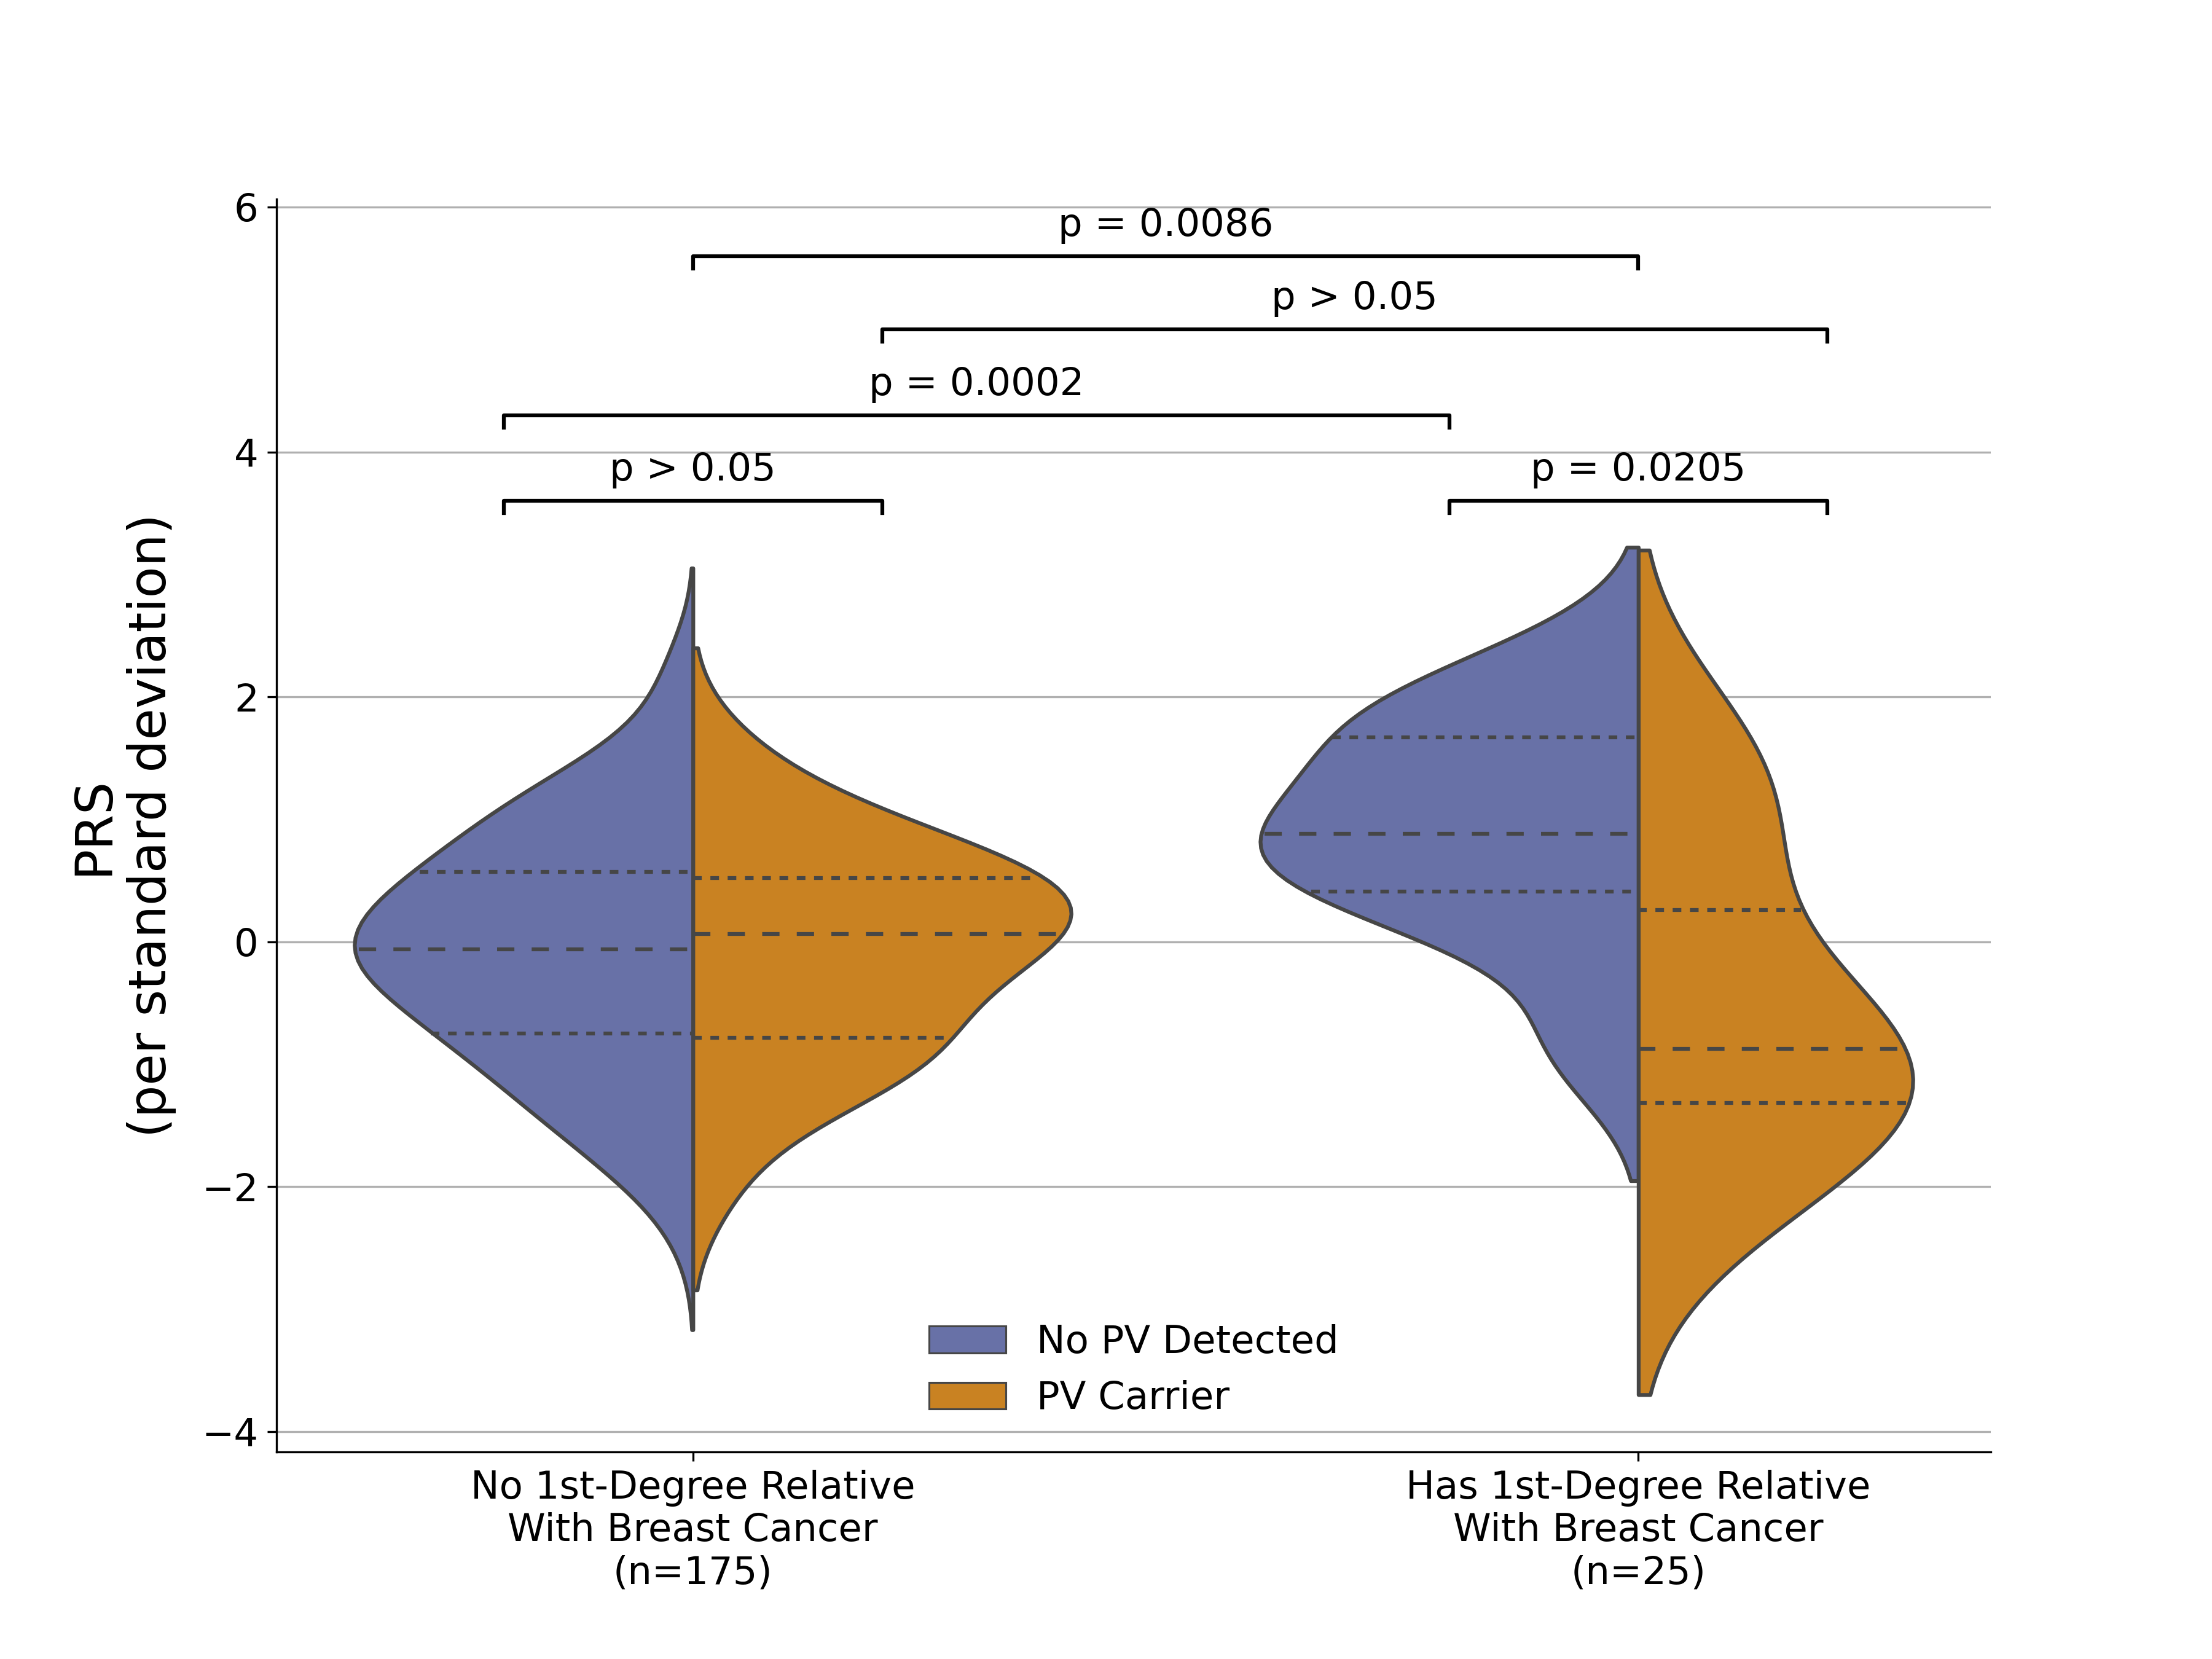 6
p = 0.0086
p > 0.05
p = 0.0002
4
p > 0.05
p = 0.0205
PRS
(per standard deviation)
2
0
−2
−4
No PV Detected
PV Carrier
No 1st-Degree Relative
With Breast Cancer
(n=175)
Has 1st-Degree Relative
With Breast Cancer
(n=25)